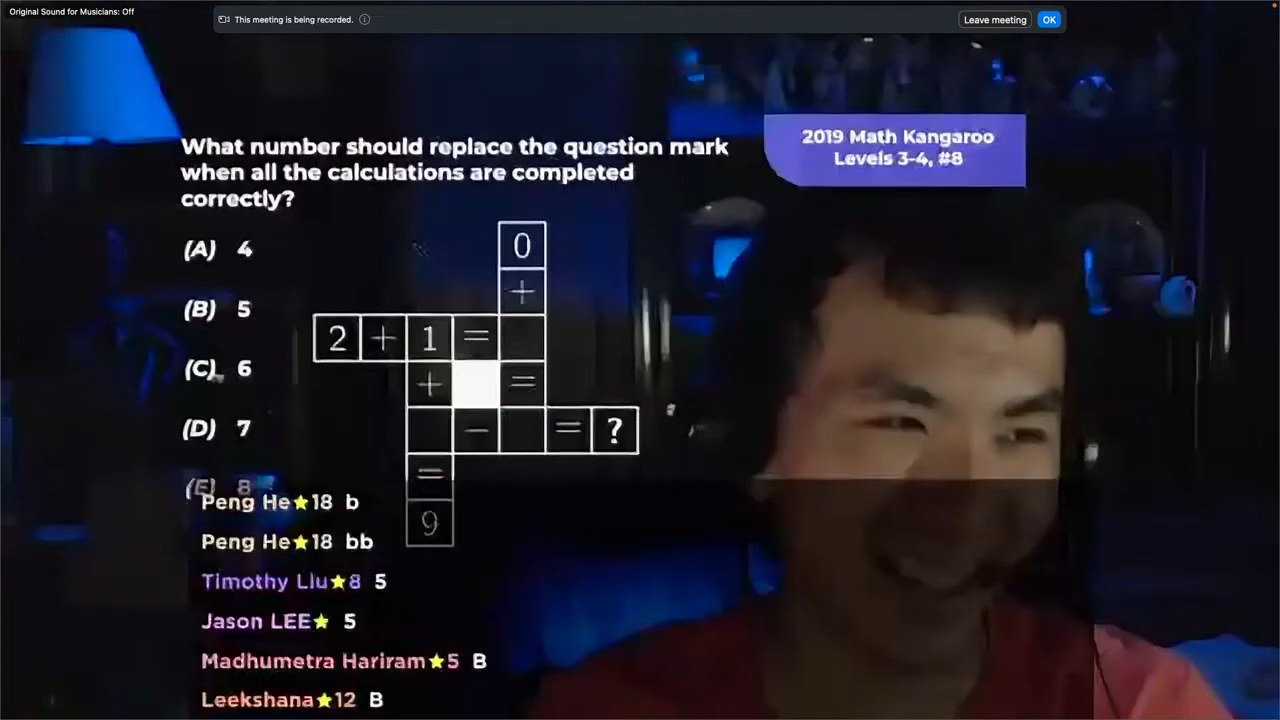 Original Sound for Musicians: Off
This meeting is being recorded.
Leave meeting
OK
2019 Math Kangaroo
Levels 3-4, #8
What number should replace the question mark
when all the calculations are completed
correctly?
(A) 4
(B) 5
(C) 6
(D) 7
(E) 8
0
+
2 + 1 =
+ =
- = ?
=
9
Peng He★18 b
Peng He★18 bb
Timothy Liu★8 5
Jason LEE★ 5
Madhumetra Hariram★5 B
Leekshana★12 B